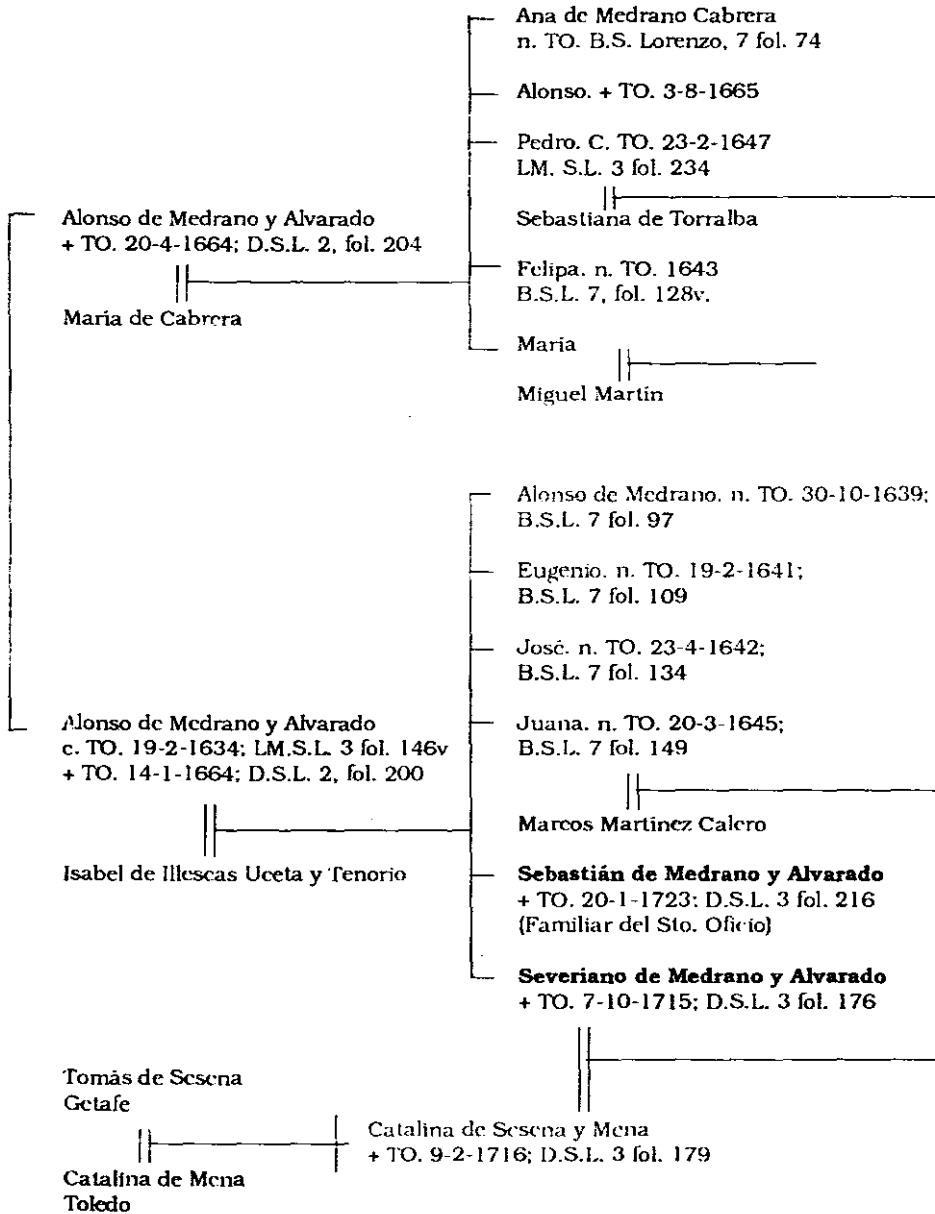 Ana de Medrano Cabrera
n. TO. B.S. Lorenzo, 7 fol. 74
Alonso. + TO. 3-8-1665
Pedro. C. TO. 23-2-1647
LM. S.L. 3 fol. 234
Sebastiana de Torralba
Alonso de Medrano y Alvarado
+ TO. 20-4-1664; D.S.L. 2, fol. 204
María de Cabrera
Felipa. n. TO. 1643
B.S.L. 7, fol. 128v.
María
Miguel Martín
Alonso de Medrano. n. TO. 30-10-1639;
B.S.L. 7 fol. 97
Eugenio. n. TO. 19-2-1641;
B.S.L. 7 fol. 109
José. n. TO. 23-4-1642;
B.S.L. 7 fol. 134
Alonso de Medrano y Alvarado
c. TO. 19-2-1634; LM.S.L. 3 fol. 146v
+ TO. 14-1-1664; D.S.L. 2, fol. 200
Isabel de Illescas Uceta y Tenorio
Juana. n. TO. 20-3-1645;
B.S.L. 7 fol. 149
Marcos Martínez Calero
Sebastián de Medrano y Alvarado
+ TO. 20-1-1723; D.S.L. 3 fol. 216
(Familiar del Sto. Oficio)
Severiano de Medrano y Alvarado
+ TO. 7-10-1715; D.S.L. 3 fol. 176
Tomás de Sesena
Getafe
Catalina de Mena
Toledo
Catalina de Sesena y Mena
+ TO. 9-2-1716; D.S.L. 3 fol. 179